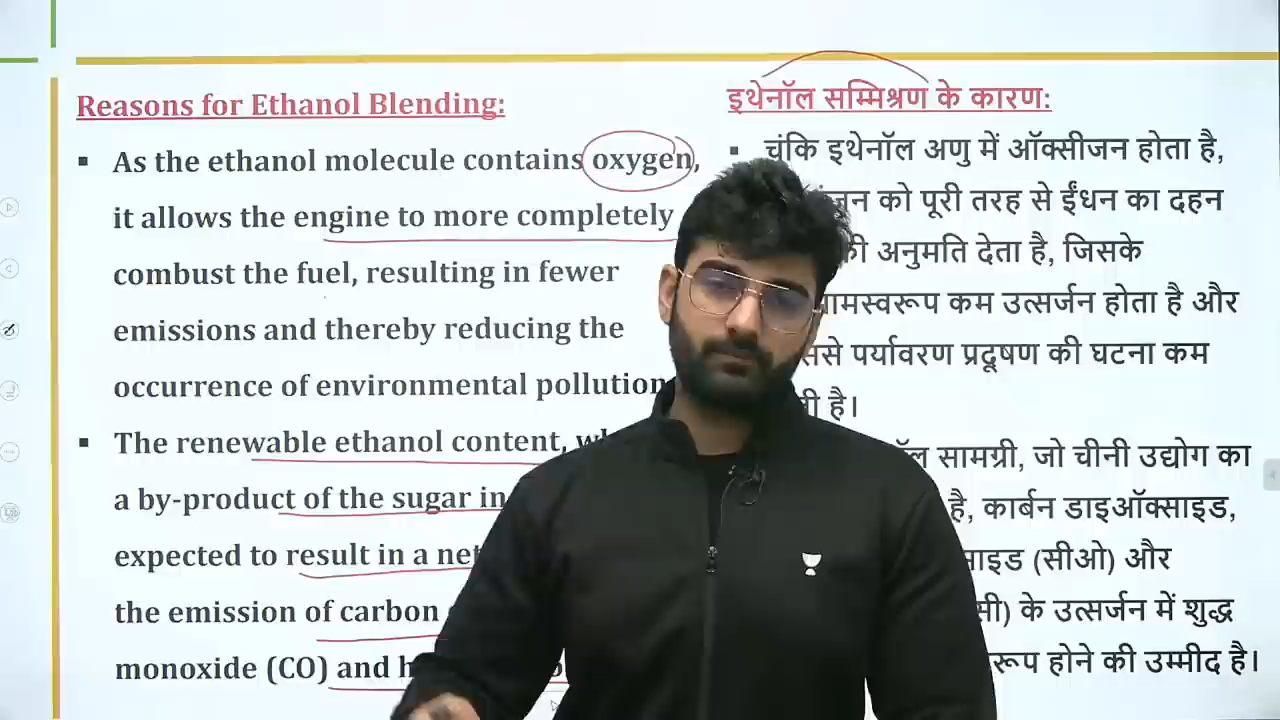 Reasons for Ethanol Blending:
▪ As the ethanol molecule contains oxygen,
it allows the engine to more completely
combust the fuel, resulting in fewer
emissions and thereby reducing the
occurrence of environmental pollution
▪ The renewable ethanol content,
a by-product of the sugar
expected to result in a net
the emission of carbon
monoxide (CO) and
इथेनॉल सम्मिश्रण के कारण:
▪ चूंकि इथेनॉल अणु में ऑक्सीजन होता है,
को पूरी तरह से ईंधन का दहन
की अनुमति देता है, जिसके
कम उत्सर्जन होता है और
पर्यावरण प्रदूषण की घटना कम
है।
सामग्री, जो चीनी उद्योग का
है, कार्बन डाइऑक्साइड,
(सीओ) और
के उत्सर्जन में शुद्ध
होने की उम्मीद है।